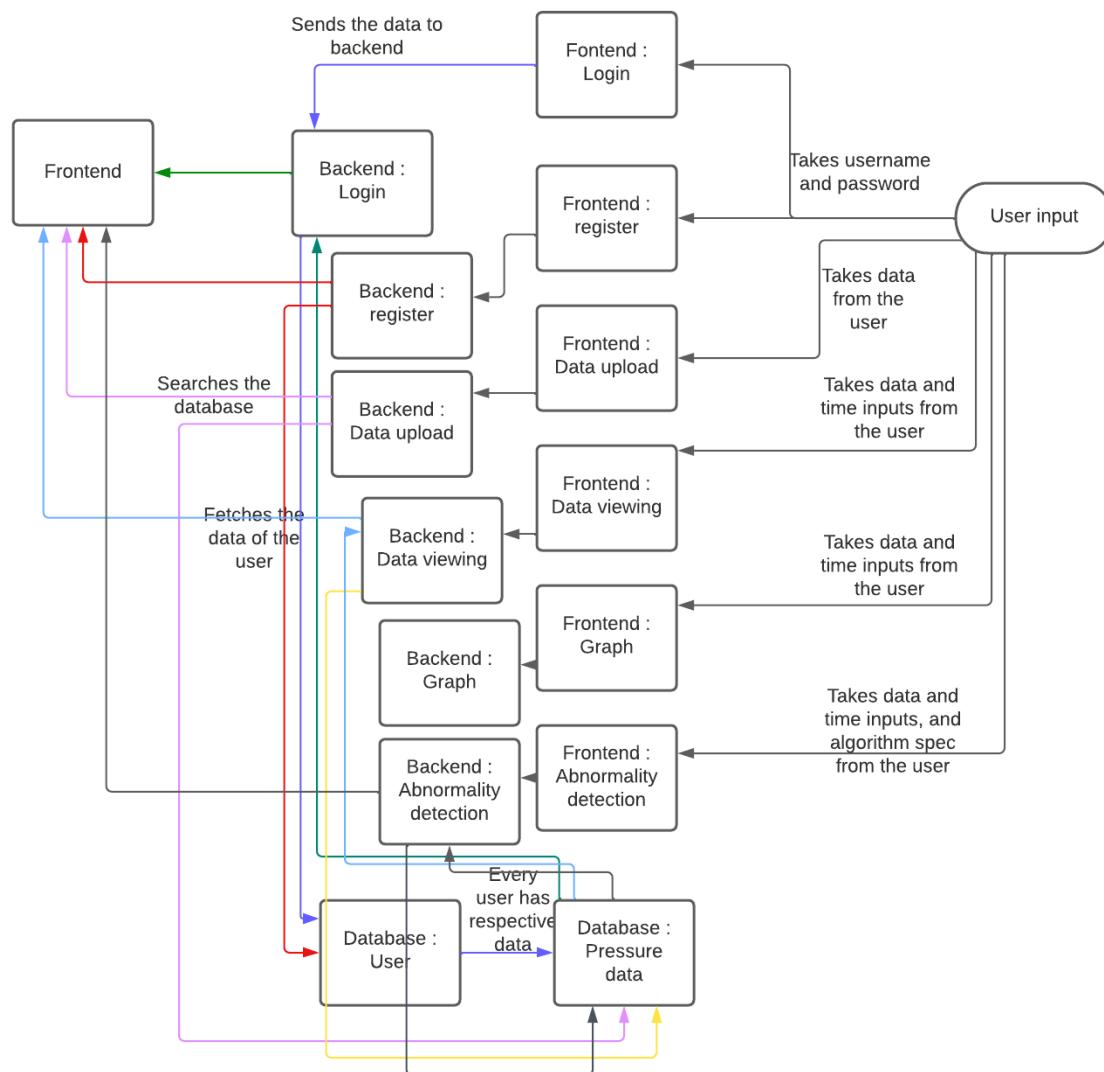 Sends the data to
backend
Fontend :
Login
Frontend
Backend :
Login
Takes username
and password
Frontend :
register
User input
Backend :
register
Takes data
from the
user
Frontend :
Data upload
Searches the
database
Backend :
Data upload
Takes data and
time inputs from
the user
Frontend :
Data viewing
Fetches the
data of the
user
Backend :
Data viewing
Takes data and
time inputs from
the user
Frontend :
Graph
Backend :
Graph
Takes data and
time inputs, and
algorithm spec
from the user
Frontend :
Abnormality
detection
Backend :
Abnormality
detection
Every
user has
respective
data
Database :
User
Database :
Pressure
data